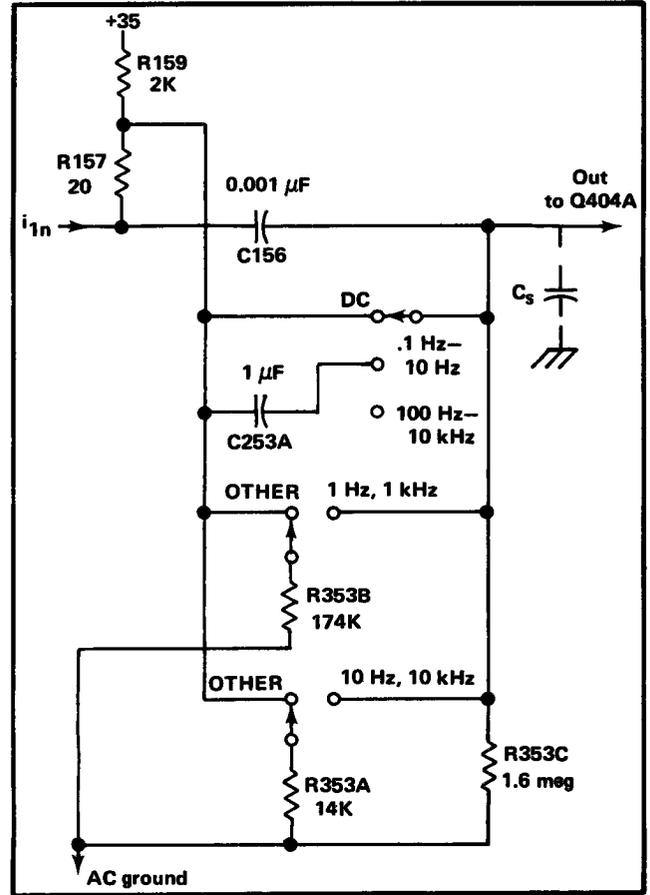 +35
R159
2K
R157
20
0.001 μF
Out
to Q404A
i1n
C156
Cs
DC
.1 Hz–
10 Hz
1 μF
100 Hz–
10 kHz
C253A
OTHER
1 Hz, 1 kHz
R353B
174K
OTHER
10 Hz, 10 kHz
R353C
1.6 meg
R353A
14K
AC ground